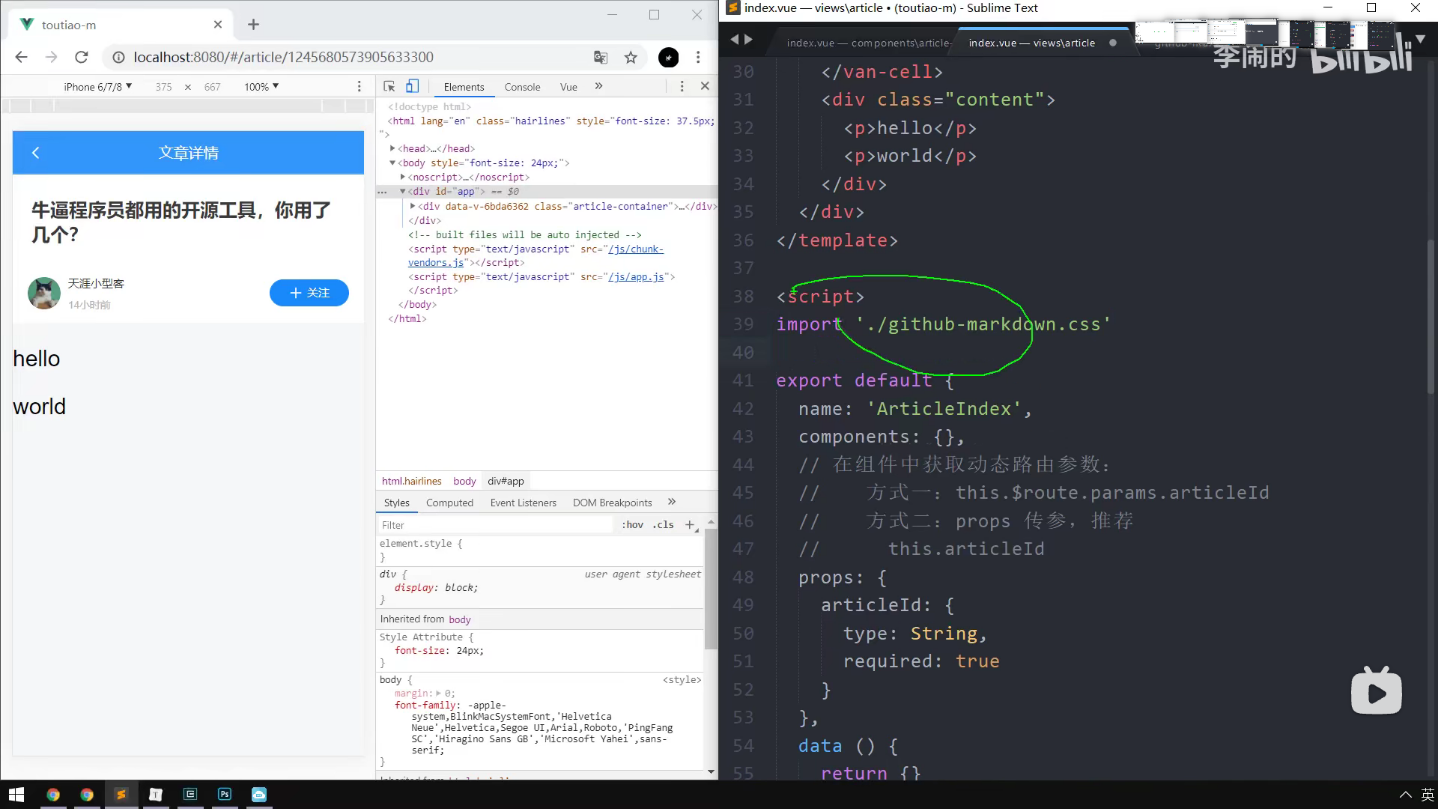 toutiao-m
index.vue — views\article • (toutiao-m) - Sublime Text
localhost:8080/#/article/1245680573905633300
iPhone 6/7/8 ▼ 375 × 667 100% ▼
文章详情
牛逼程序员都用的开源工具，你用了
几个？
天涯小型客
14小时前
＋ 关注
hello
world
Elements Console Vue »
<!doctype html>
<html lang="en" class="hairlines" style="font-size: 37.5px;
">
▶<head>…</head>
▼<body style="font-size: 24px;">
▶<noscript>…</noscript>
… ▼<div id="app"> == $0
▶<div data-v-6bda6362 class="article-container">…</div>
</div>
<!-- built files will be auto injected -->
<script type="text/javascript" src="/js/chunk-
vendors.js"></script>
<script type="text/javascript" src="/js/app.js">
</script>
</body>
</html>
html.hairlines body div#app
Styles Computed Event Listeners DOM Breakpoints »
Filter :hov .cls +
element.style {
}
div { user agent stylesheet
display: block;
}
Inherited from body
Style Attribute {
font-size: 24px;
}
body { <style>
margin:▶ 0;
font-family: -apple-
system,BlinkMacSystemFont,'Helvetica
Neue',Helvetica,Segoe UI,Arial,Roboto,'PingFang
SC','Hiragino Sans GB','Microsoft Yahei',sans-
serif;
}
index.vue — components\article- index.vue — views\article
李闹的 bilibili
30 </van-cell>
31 <div class="content">
32 <p>hello</p>
33 <p>world</p>
34 </div>
35 </div>
36 </template>
37
38 <script>
39 import './github-markdown.css'
40
41 export default {
42 name: 'ArticleIndex',
43 components: {},
44 // 在组件中获取动态路由参数：
45 // 方式一：this.$route.params.articleId
46 // 方式二：props 传参，推荐
47 // this.articleId
48 props: {
49 articleId: {
50 type: String,
51 required: true
52 }
53 },
54 data () {
55 return {}
英